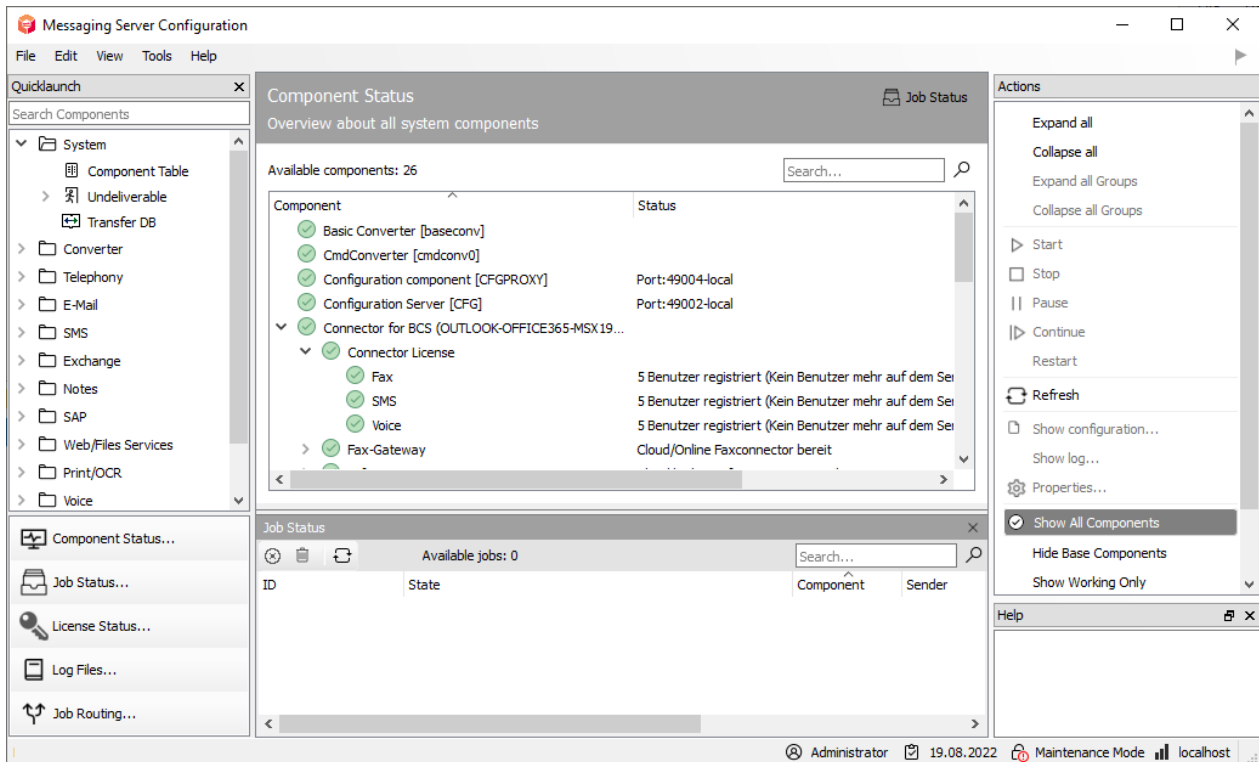 Messaging Server Configuration
File Edit View Tools Help
Quicklaunch
Search Components
System
Component Table
Undeliverable
Transfer DB
Converter
Telephony
E-Mail
SMS
Exchange
Notes
SAP
Web/Files Services
Print/OCR
Voice
Component Status...
Job Status...
License Status...
Log Files...
Job Routing...
Component Status
Job Status
Overview about all system components
Available components: 26
Search...
Component Status
Basic Converter [baseconv]
CmdConverter [cmdconv0]
Configuration component [CFGPROXY] Port:49004-local
Configuration Server [CFG] Port:49002-local
Connector for BCS (OUTLOOK-OFFICE365-MSX19...
Connector License
Fax 5 Benutzer registriert (Kein Benutzer mehr auf dem Ser
SMS 5 Benutzer registriert (Kein Benutzer mehr auf dem Ser
Voice 5 Benutzer registriert (Kein Benutzer mehr auf dem Ser
Fax-Gateway Cloud/Online Faxconnector bereit
Job Status
Available jobs: 0
Search...
ID State Component Sender
Actions
Expand all
Collapse all
Expand all Groups
Collapse all Groups
Start
Stop
Pause
Continue
Restart
Refresh
Show configuration...
Show log...
Properties...
Show All Components
Hide Base Components
Show Working Only
Help
Administrator 19.08.2022 Maintenance Mode localhost